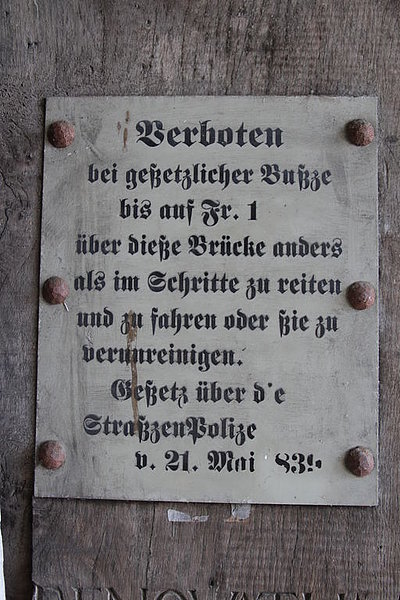 Verboten
bei geßetzlicher Bußze
bis auf Fr. 1
über dieße Brücke anders
als im Schritte zu reiten
und zu fahren oder ßie zu
verunreinigen.
Geßetz über d'e
StraßzenPolize
v. 21. Mai 839